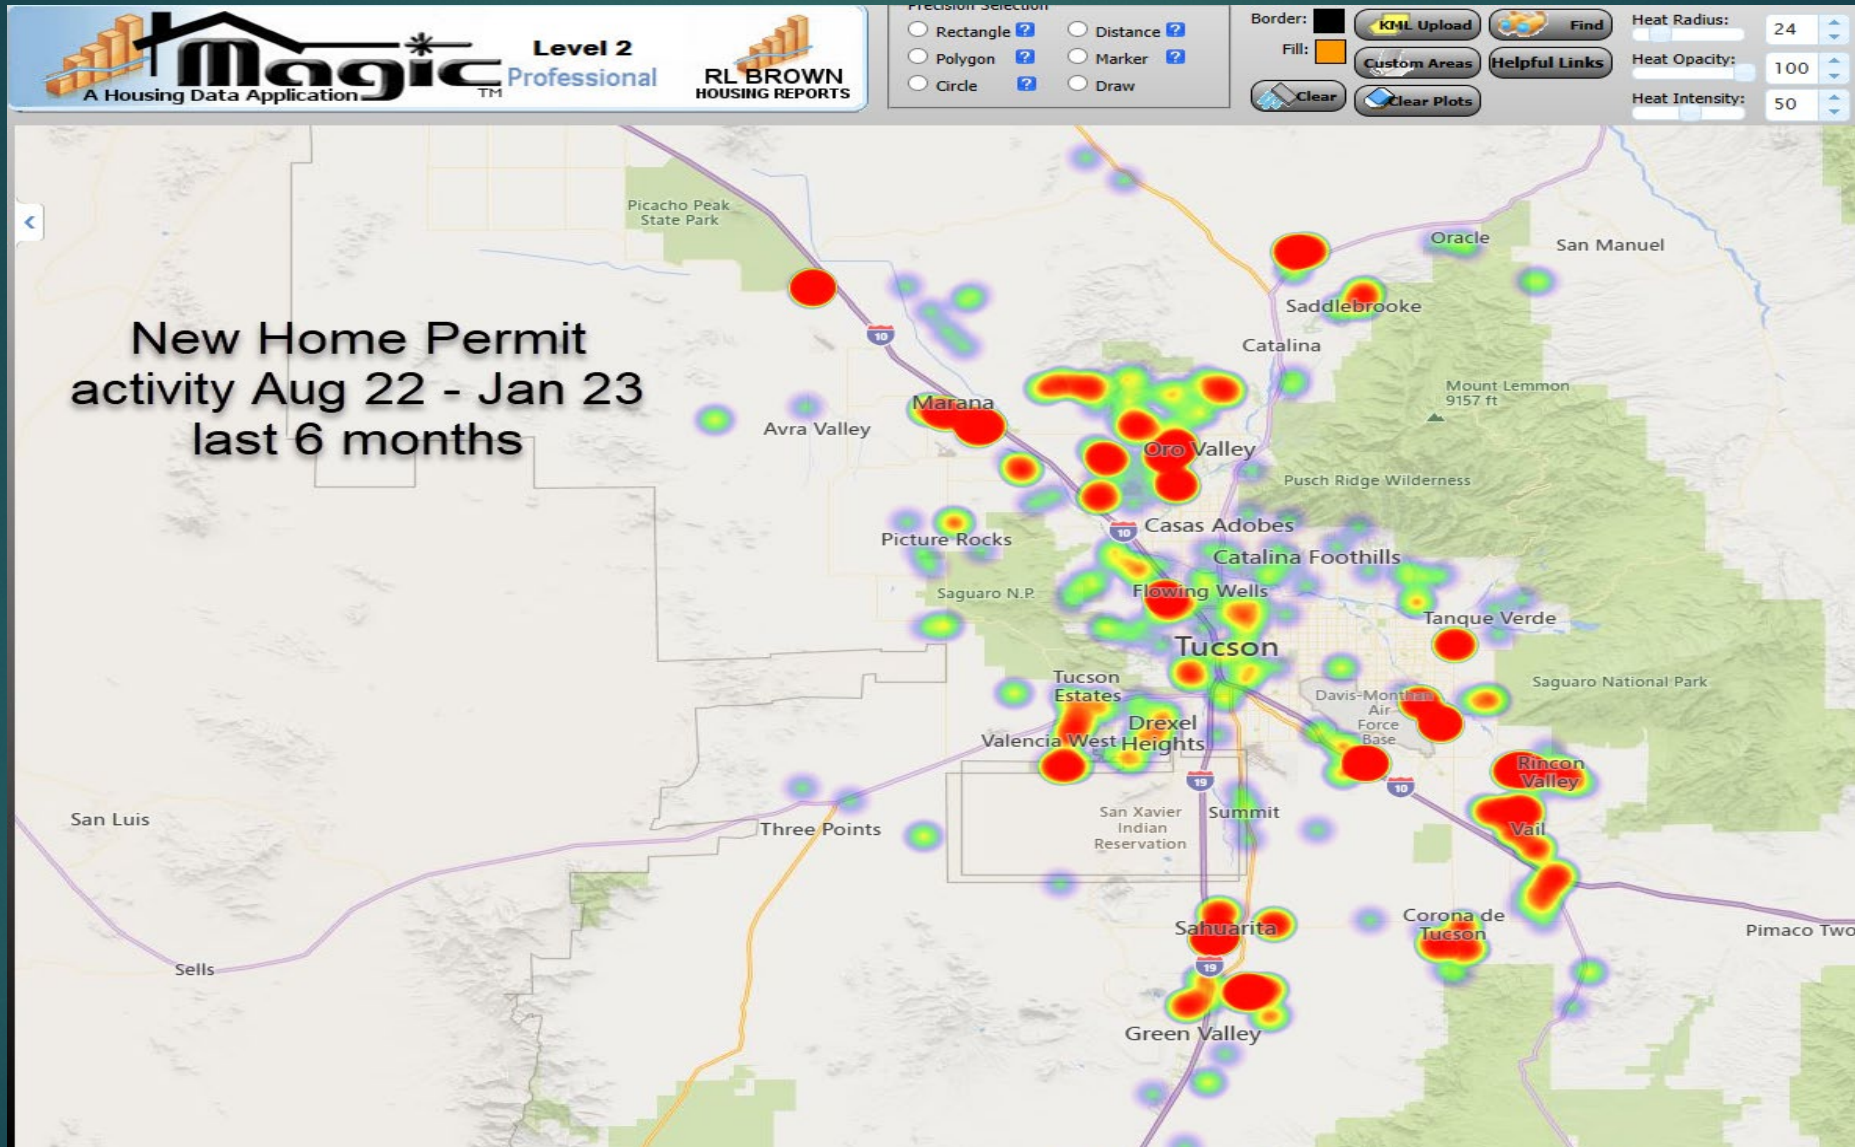 Magic
TM
A Housing Data Application
Level 2
Professional
RL BROWN
HOUSING REPORTS
Precision Selection
Rectangle ?
Distance ?
Polygon ?
Marker ?
Circle ?
Draw
Border:
Fill:
Clear
KML Upload
Find
Custom Areas
Helpful Links
Clear Plots
Heat Radius:
24
Heat Opacity:
100
Heat Intensity:
50
New Home Permit
activity Aug 22 - Jan 23
last 6 months
Picacho Peak
State Park
Oracle
San Manuel
Saddlebrooke
10
Catalina
Mount Lemmon
9157 ft
Marana
Avra Valley
Oro Valley
Pusch Ridge Wilderness
10
Casas Adobes
Picture Rocks
Catalina Foothills
Saguaro N.P.
Flowing Wells
Tanque Verde
Tucson
Tucson
Estates
Saguaro National Park
Davis-Monthan
Air
Force
Base
Drexel
Heights
Valencia West
Rincon
Valley
19
10
San Xavier
Indian
Reservation
Summit
San Luis
Three Points
Vail
Corona de
Tucson
Sahuarita
Pimaco Two
Sells
19
Green Valley